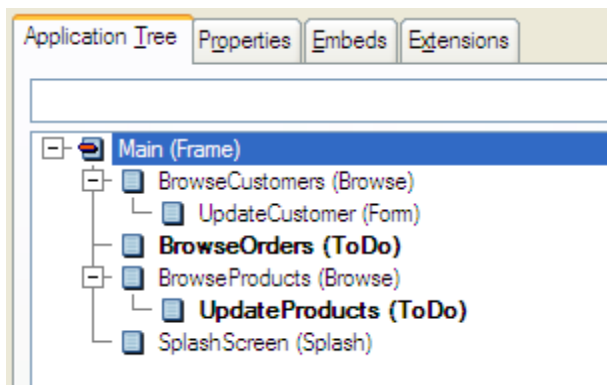 Application Tree Properties Embeds Extensions
Main (Frame)
BrowseCustomers (Browse)
UpdateCustomer (Form)
BrowseOrders (ToDo)
BrowseProducts (Browse)
UpdateProducts (ToDo)
SplashScreen (Splash)